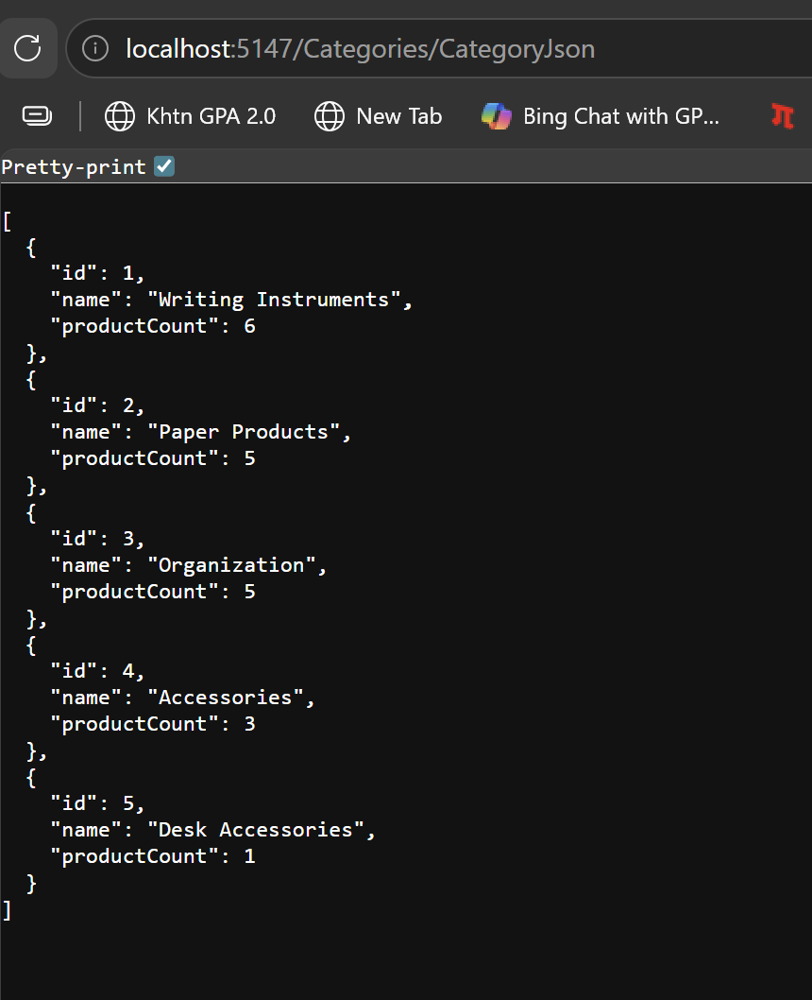 localhost:5147/Categories/CategoryJson
Khtn GPA 2.0 New Tab Bing Chat with GP...
Pretty-print
[
  {
    "id": 1,
    "name": "Writing Instruments",
    "productCount": 6
  },
  {
    "id": 2,
    "name": "Paper Products",
    "productCount": 5
  },
  {
    "id": 3,
    "name": "Organization",
    "productCount": 5
  },
  {
    "id": 4,
    "name": "Accessories",
    "productCount": 3
  },
  {
    "id": 5,
    "name": "Desk Accessories",
    "productCount": 1
  }
]